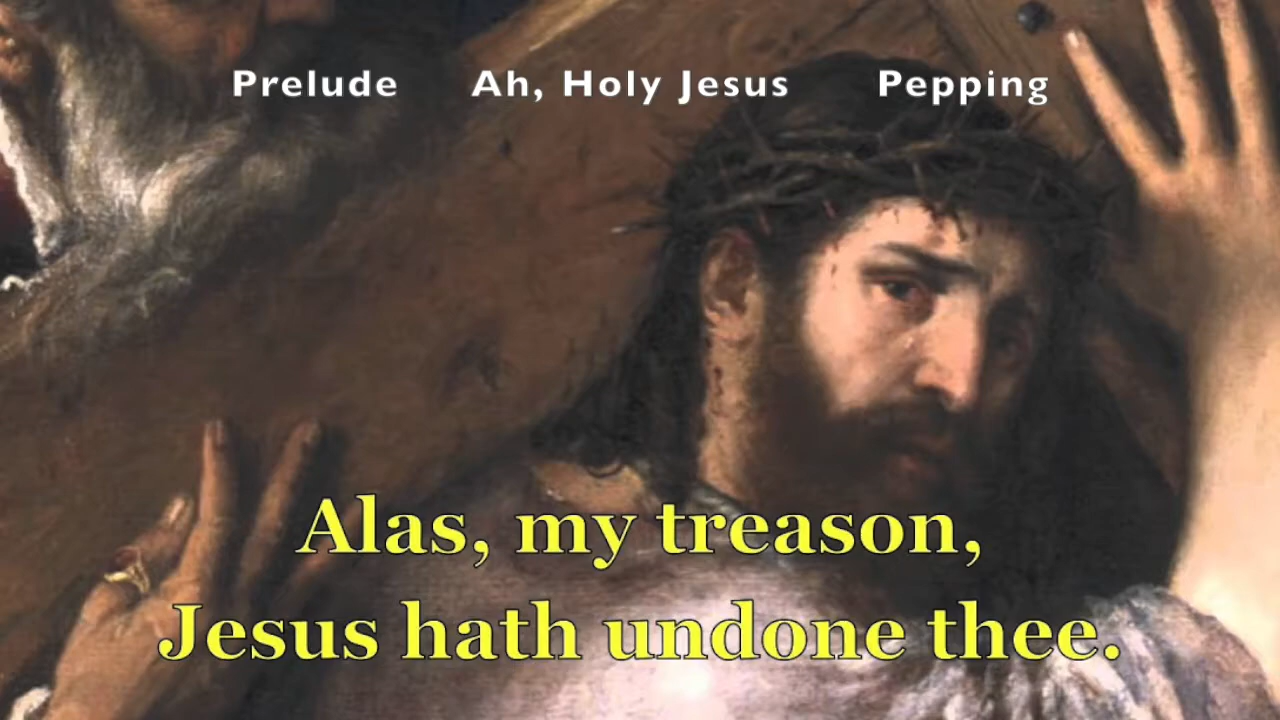 Prelude Ah, Holy Jesus Pepping
Alas, my treason,
Jesus hath undone thee.